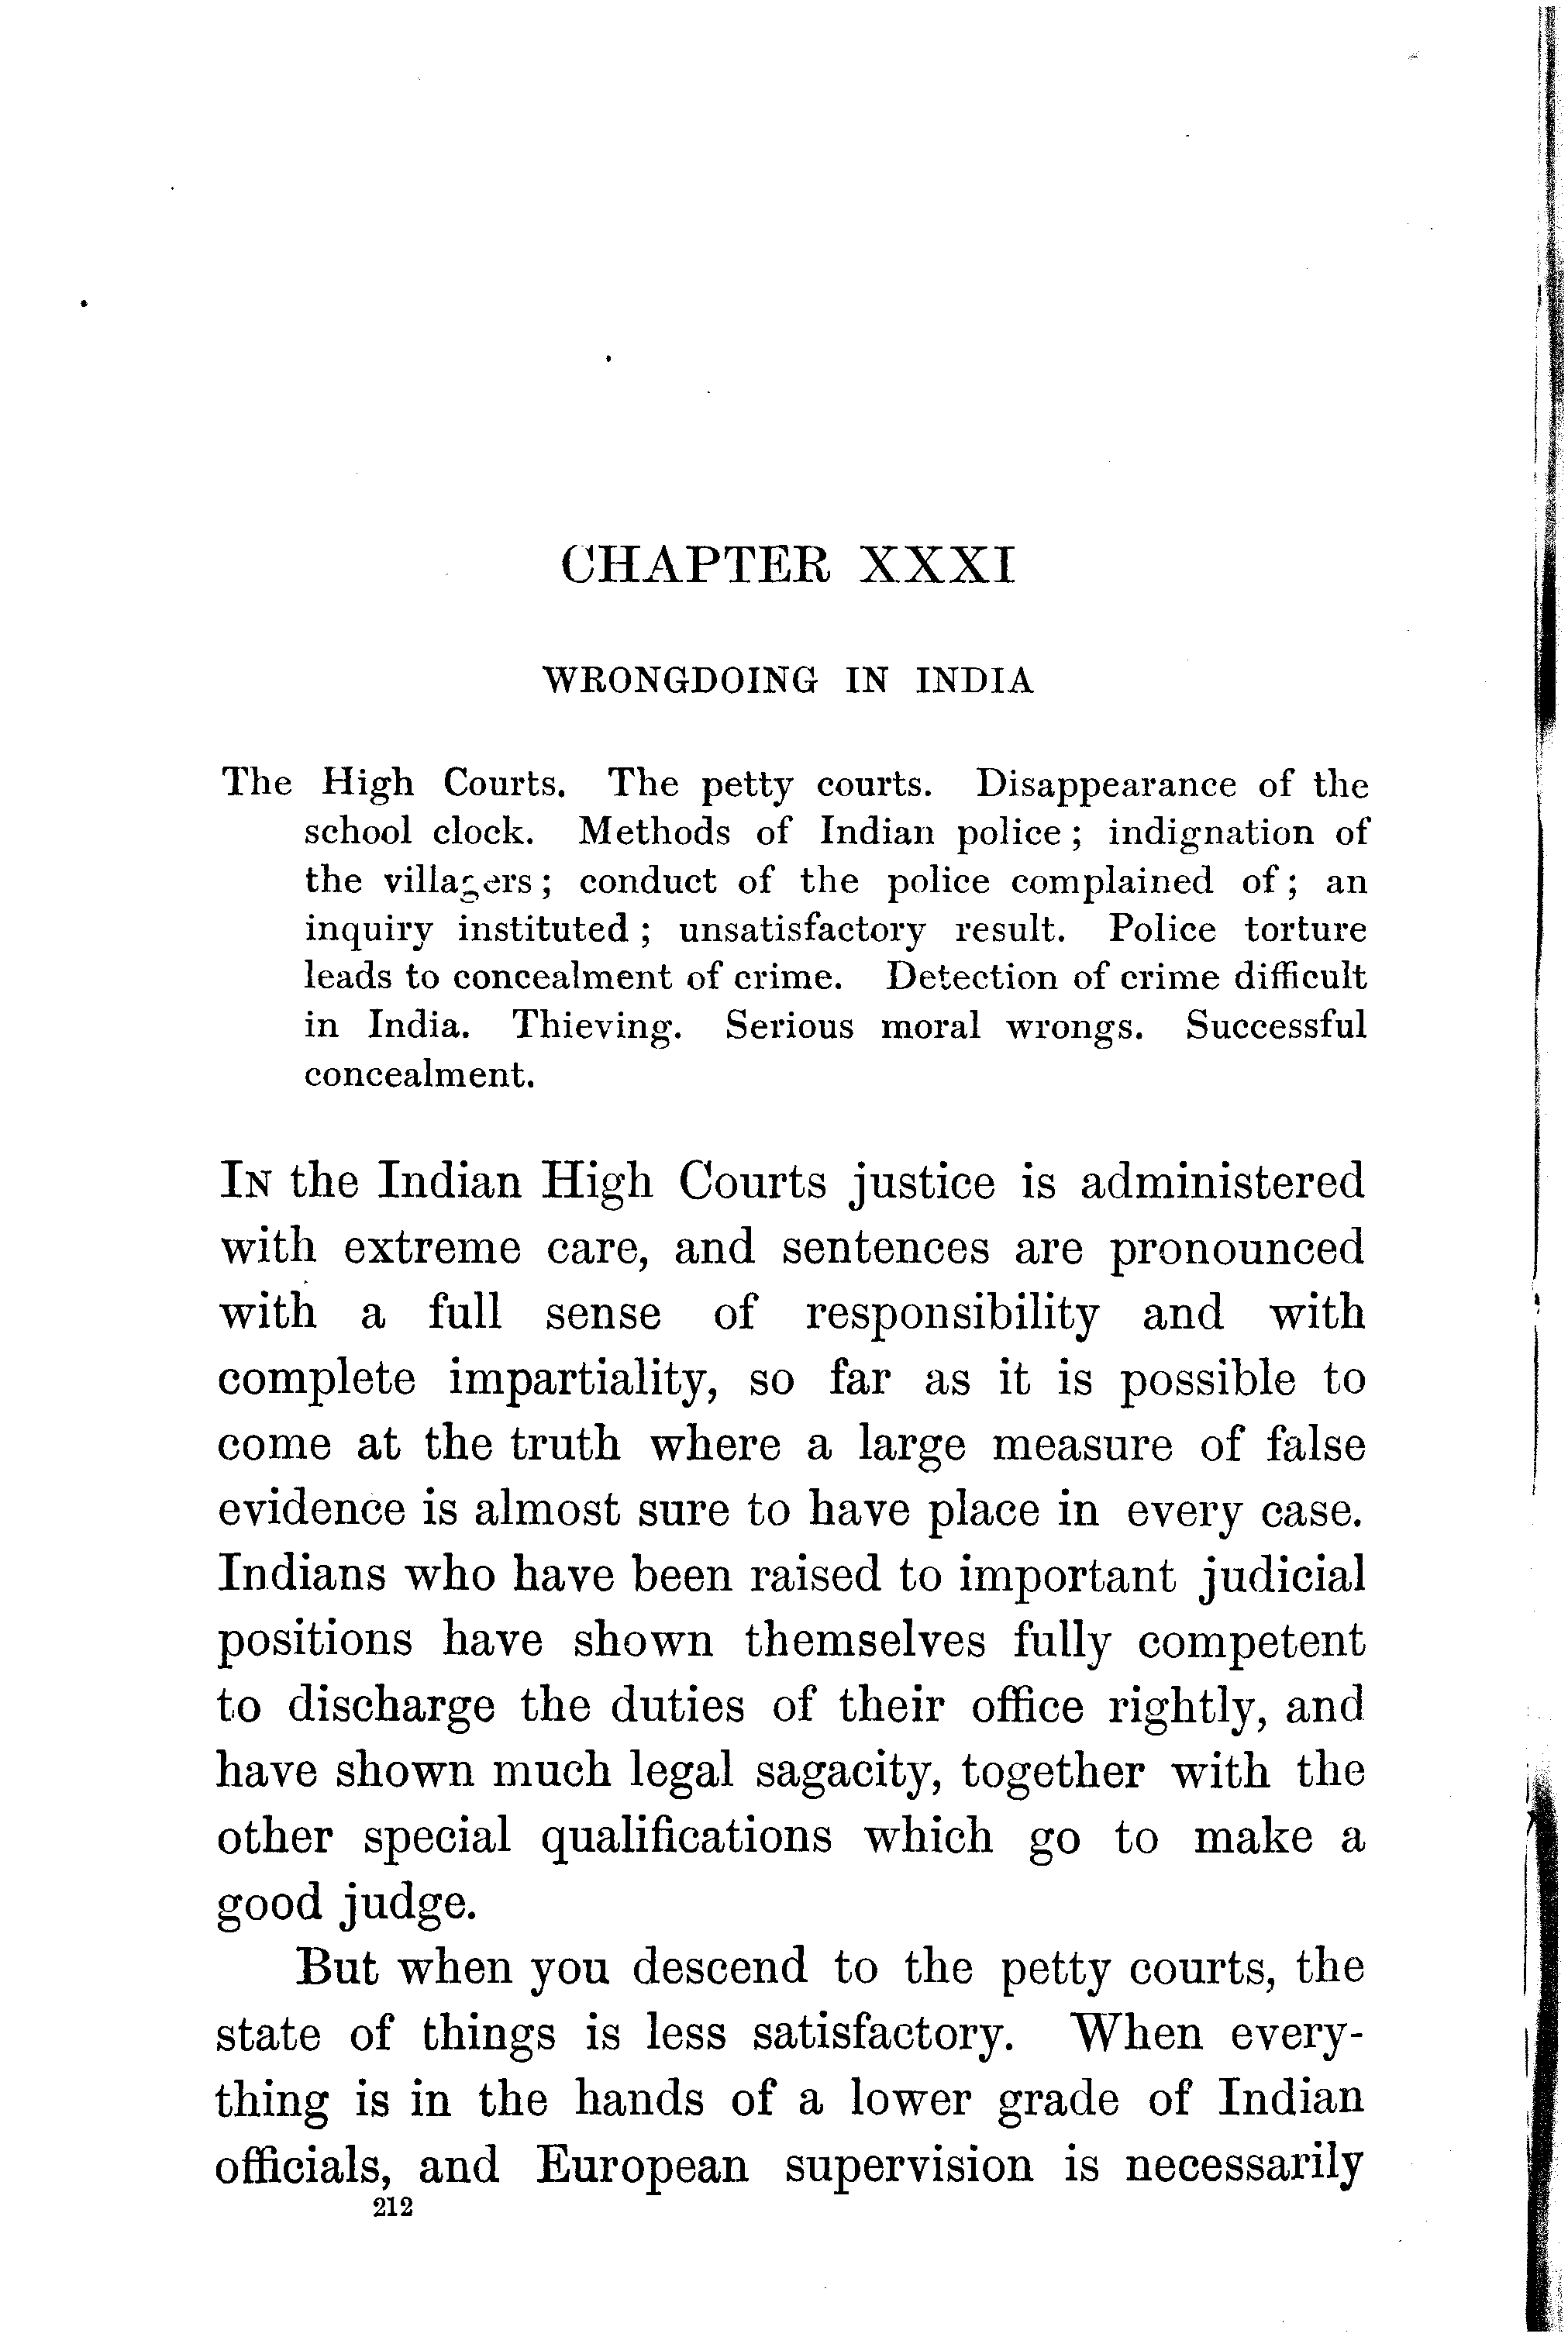 CHAPTER XXXI
WRONGDOING IN INDIA
The High Courts. The petty courts. Disappearance of the
school clock. Methods of Indian police; indignation of
the villagers; conduct of the police complained of; an
inquiry instituted; unsatisfactory result. Police torture
leads to concealment of crime. Detection of crime difficult
in India. Thieving. Serious moral wrongs. Successful
concealment.
IN the Indian High Courts justice is administered
with extreme care, and sentences are pronounced
with a full sense of responsibility and with
complete impartiality, so far as it is possible to
come at the truth where a large measure of false
evidence is almost sure to have place in every case.
Indians who have been raised to important judicial
positions have shown themselves fully competent
to discharge the duties of their office rightly, and
have shown much legal sagacity, together with the
other special qualifications which go to make a
good judge.
But when you descend to the petty courts, the
state of things is less satisfactory. When every-
thing is in the hands of a lower grade of Indian
officials, and European supervision is necessarily
212